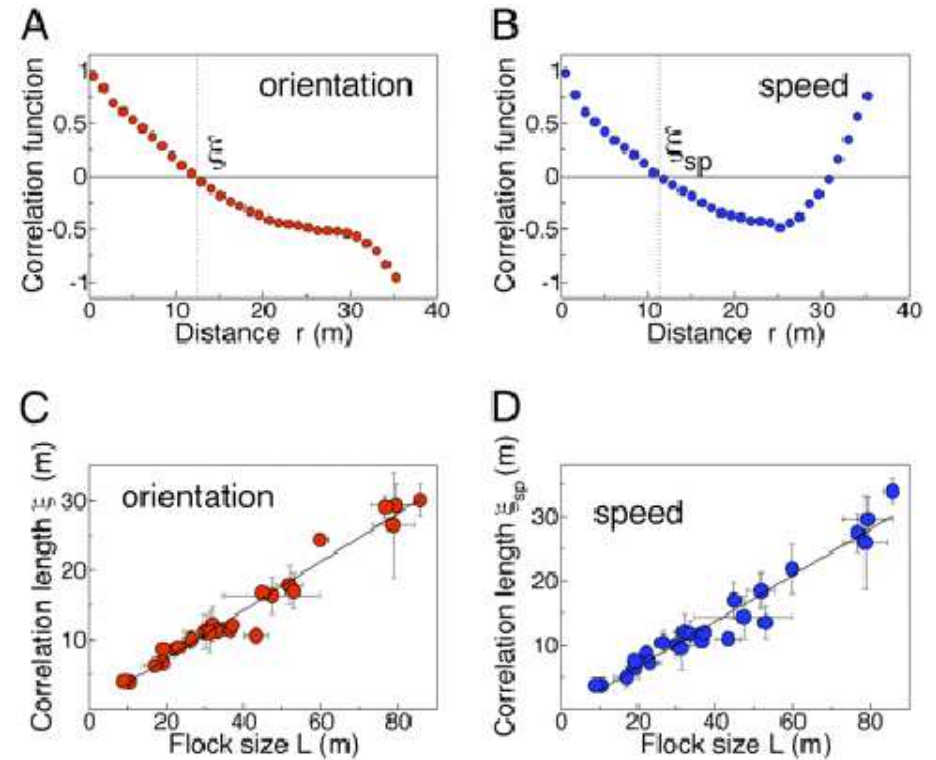 A
B
Correlation function
1
0.5
0
-0.5
-1
orientation
ξ
0 10 20 30 40
Distance r (m)
Correlation function
1
0.5
0
-0.5
-1
speed
ξsp
0 10 20 30 40
Distance r (m)
C
D
Correlation length ξ (m)
30
20
10
orientation
0 20 40 60 80
Flock size L (m)
Correlation length ξsp (m)
30
20
10
speed
0 20 40 60 80
Flock size L (m)